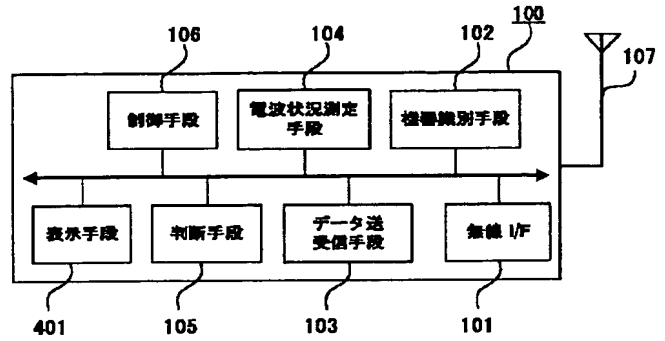 106
104
102
100
107
制御手段
電波状況測定
手段
機器識別手段
表示手段
判断手段
データ送
受信手段
無線 I/F
401
105
103
101